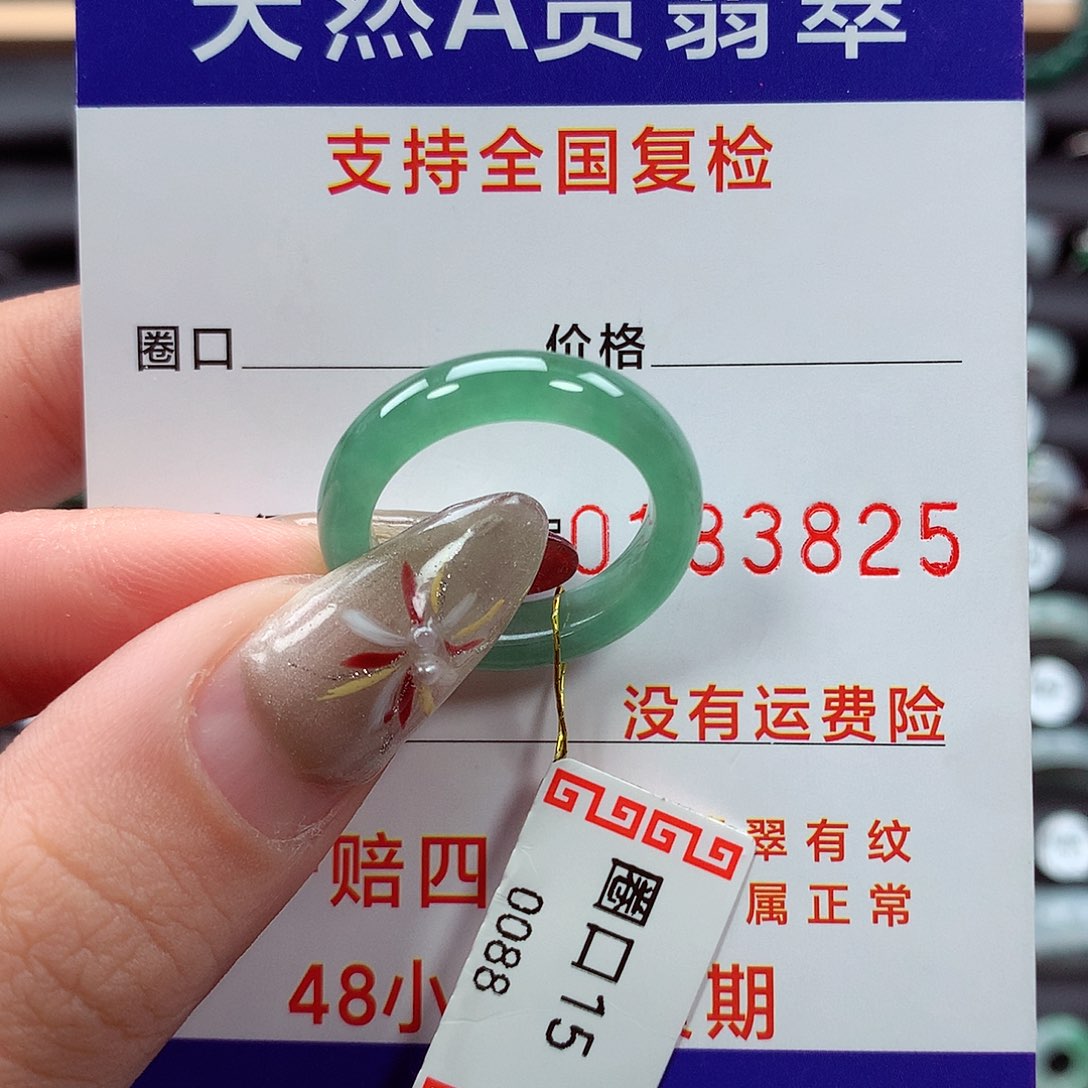 天然A货翡翠
支持全国复检
圈口 价格
0183825
没有运费险
赔四
翠有纹
属正常
48小 期
圈口15
0088